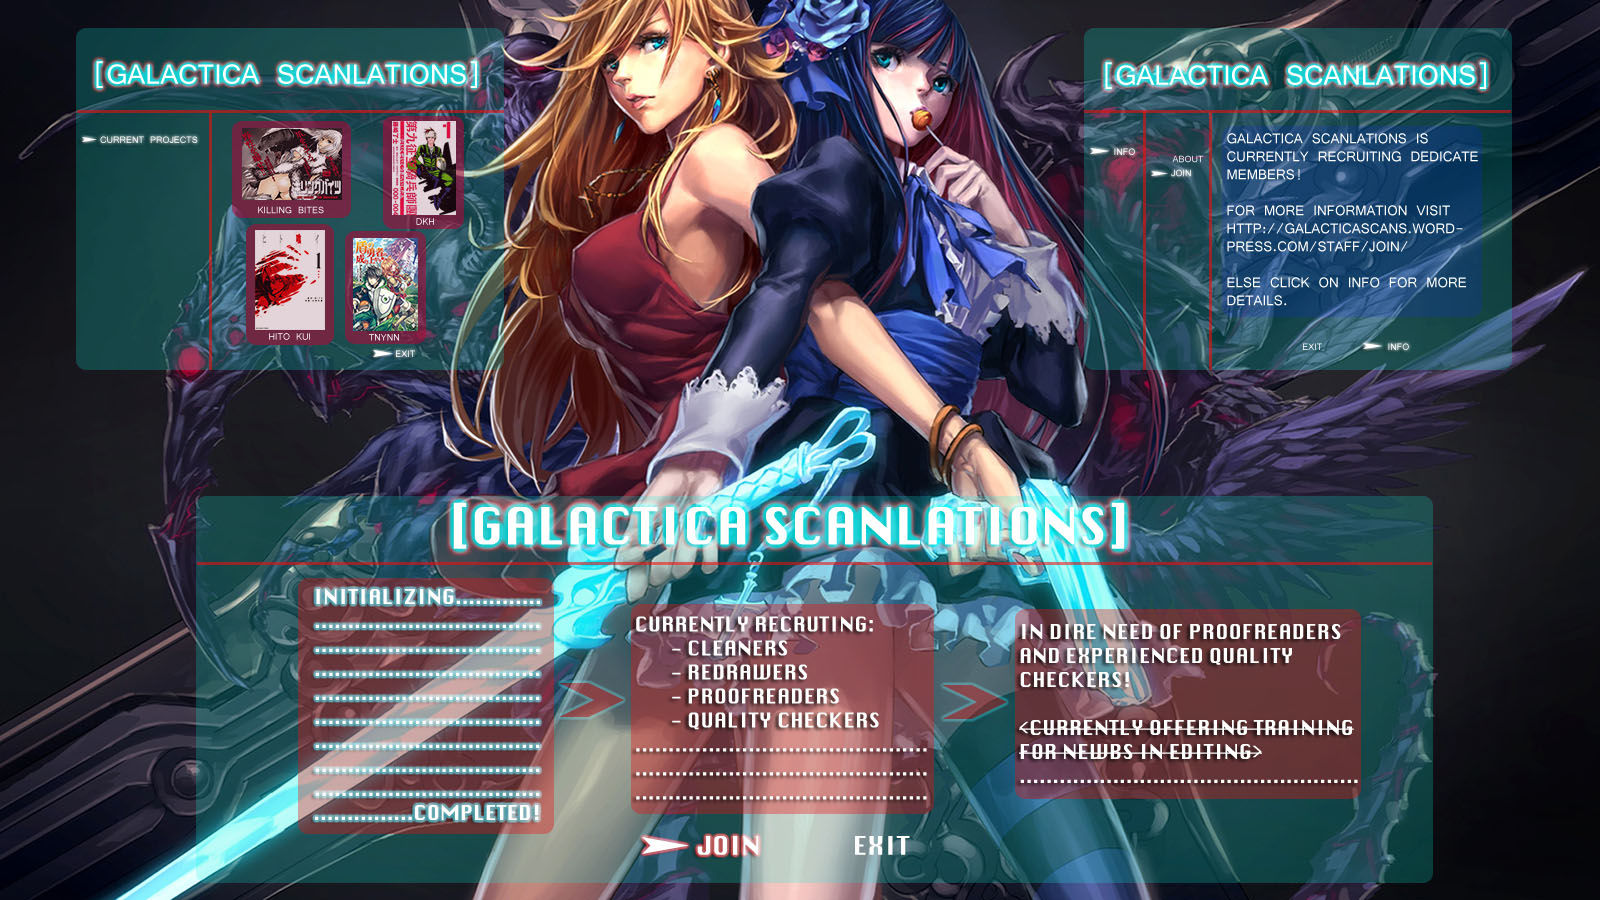 [GALACTICA SCANLATIONS]
CURRENT PROJECTS
KILLING BITES
DKH
HITO KUI
TNYNN
EXIT
[GALACTICA SCANLATIONS]
INFO
ABOUT
JOIN
GALACTICA SCANLATIONS IS
CURRENTLY RECRUITING DEDICATE
MEMBERS!
FOR MORE INFORMATION VISIT
HTTP://GALACTICASCANS.WORD-
PRESS.COM/STAFF/JOIN/
ELSE CLICK ON INFO FOR MORE
DETAILS.
EXIT
INFO
[GALACTICA SCANLATIONS]
INITIALIZING.............
...............COMPLETED!
CURRENTLY RECRUTING:
- CLEANERS
- REDRAWERS
- PROOFREADERS
- QUALITY CHECKERS
IN DIRE NEED OF PROOFREADERS
AND EXPERIENCED QUALITY
CHECKERS!
<CURRENTLY OFFERING TRAINING
FOR NEWBS IN EDITING>
JOIN
EXIT